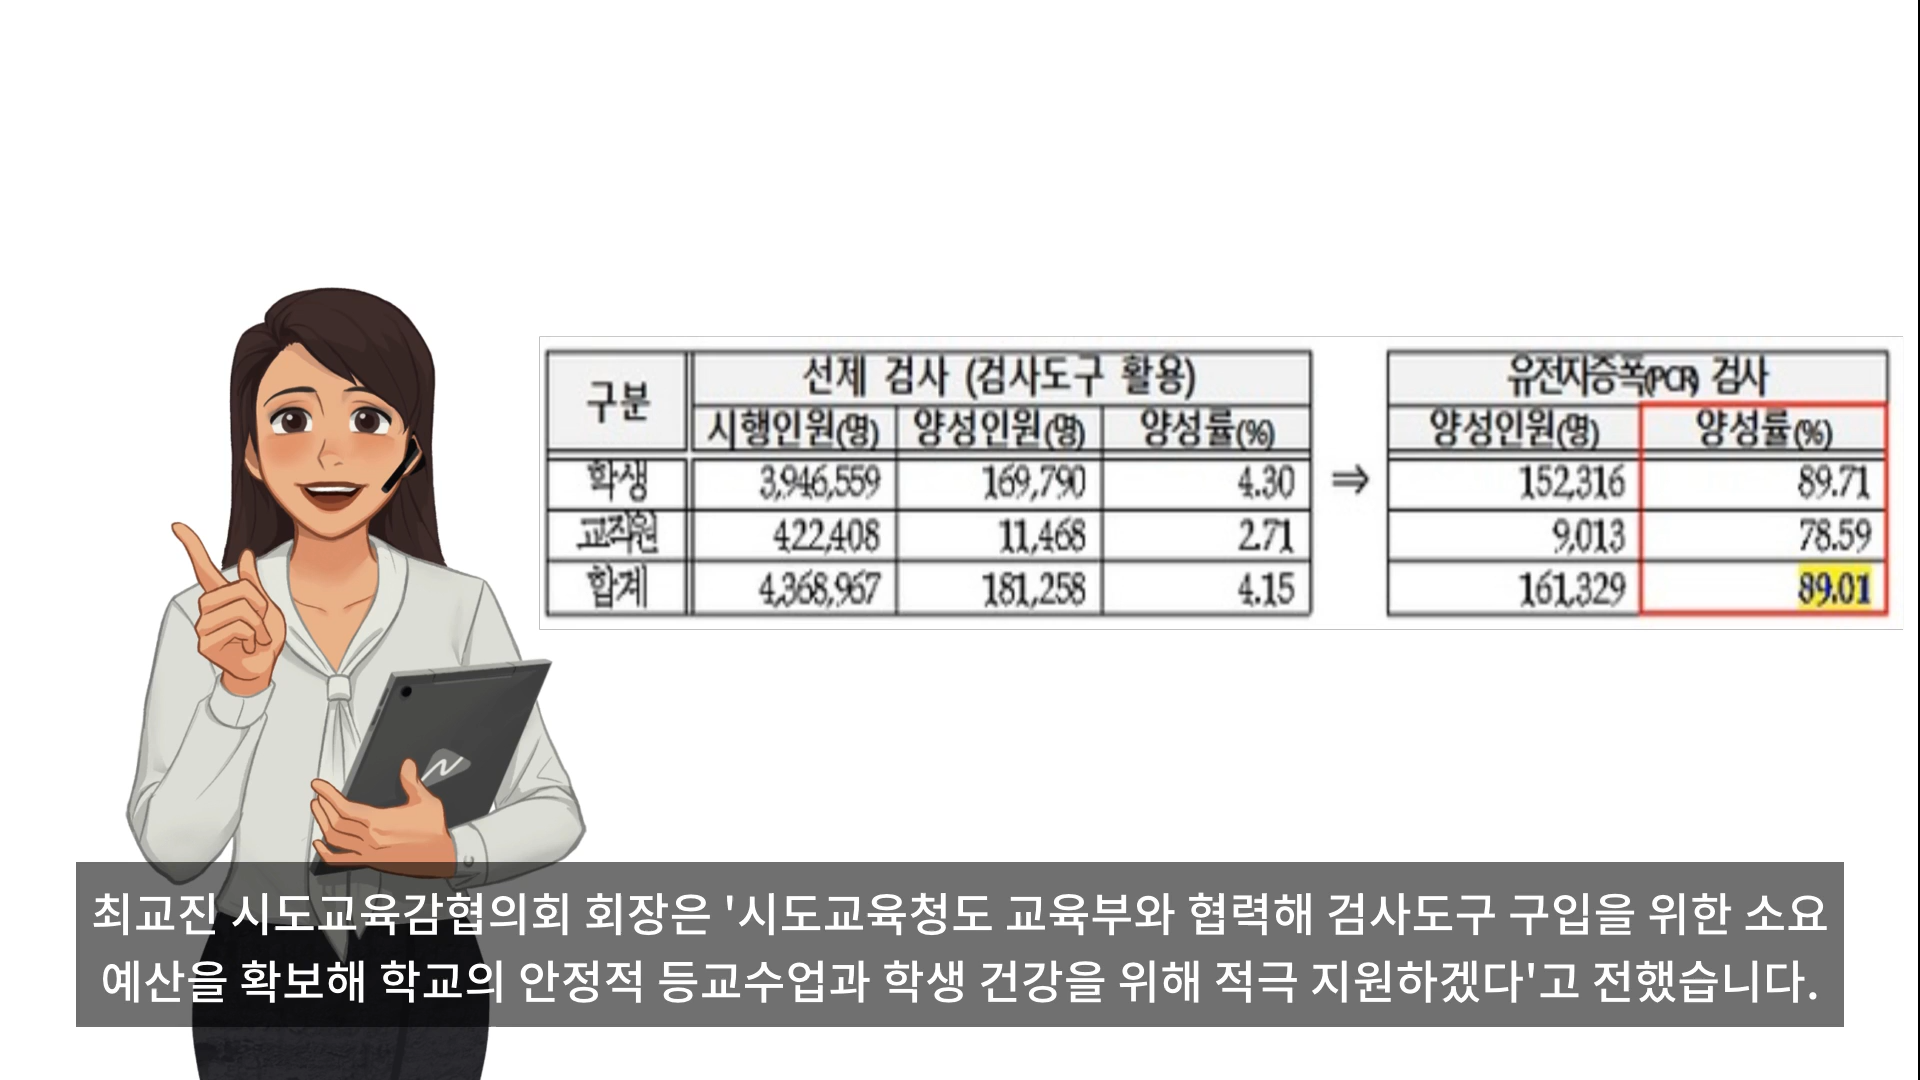 구분 선제 검사 (검사도구 활용) 유전자증폭(PCR) 검사
시행인원(명) 양성인원(명) 양성률(%) 양성인원(명) 양성률(%)
학생 3,946,559 169,790 4.30 ⇒ 152,316 89.71
교직원 422,408 11,468 2.71 9,013 78.59
합계 4,368,967 181,258 4.15 161,329 89.01
최교진 시도교육감협의회 회장은 '시도교육청도 교육부와 협력해 검사도구 구입을 위한 소요
예산을 확보해 학교의 안정적 등교수업과 학생 건강을 위해 적극 지원하겠다'고 전했습니다.